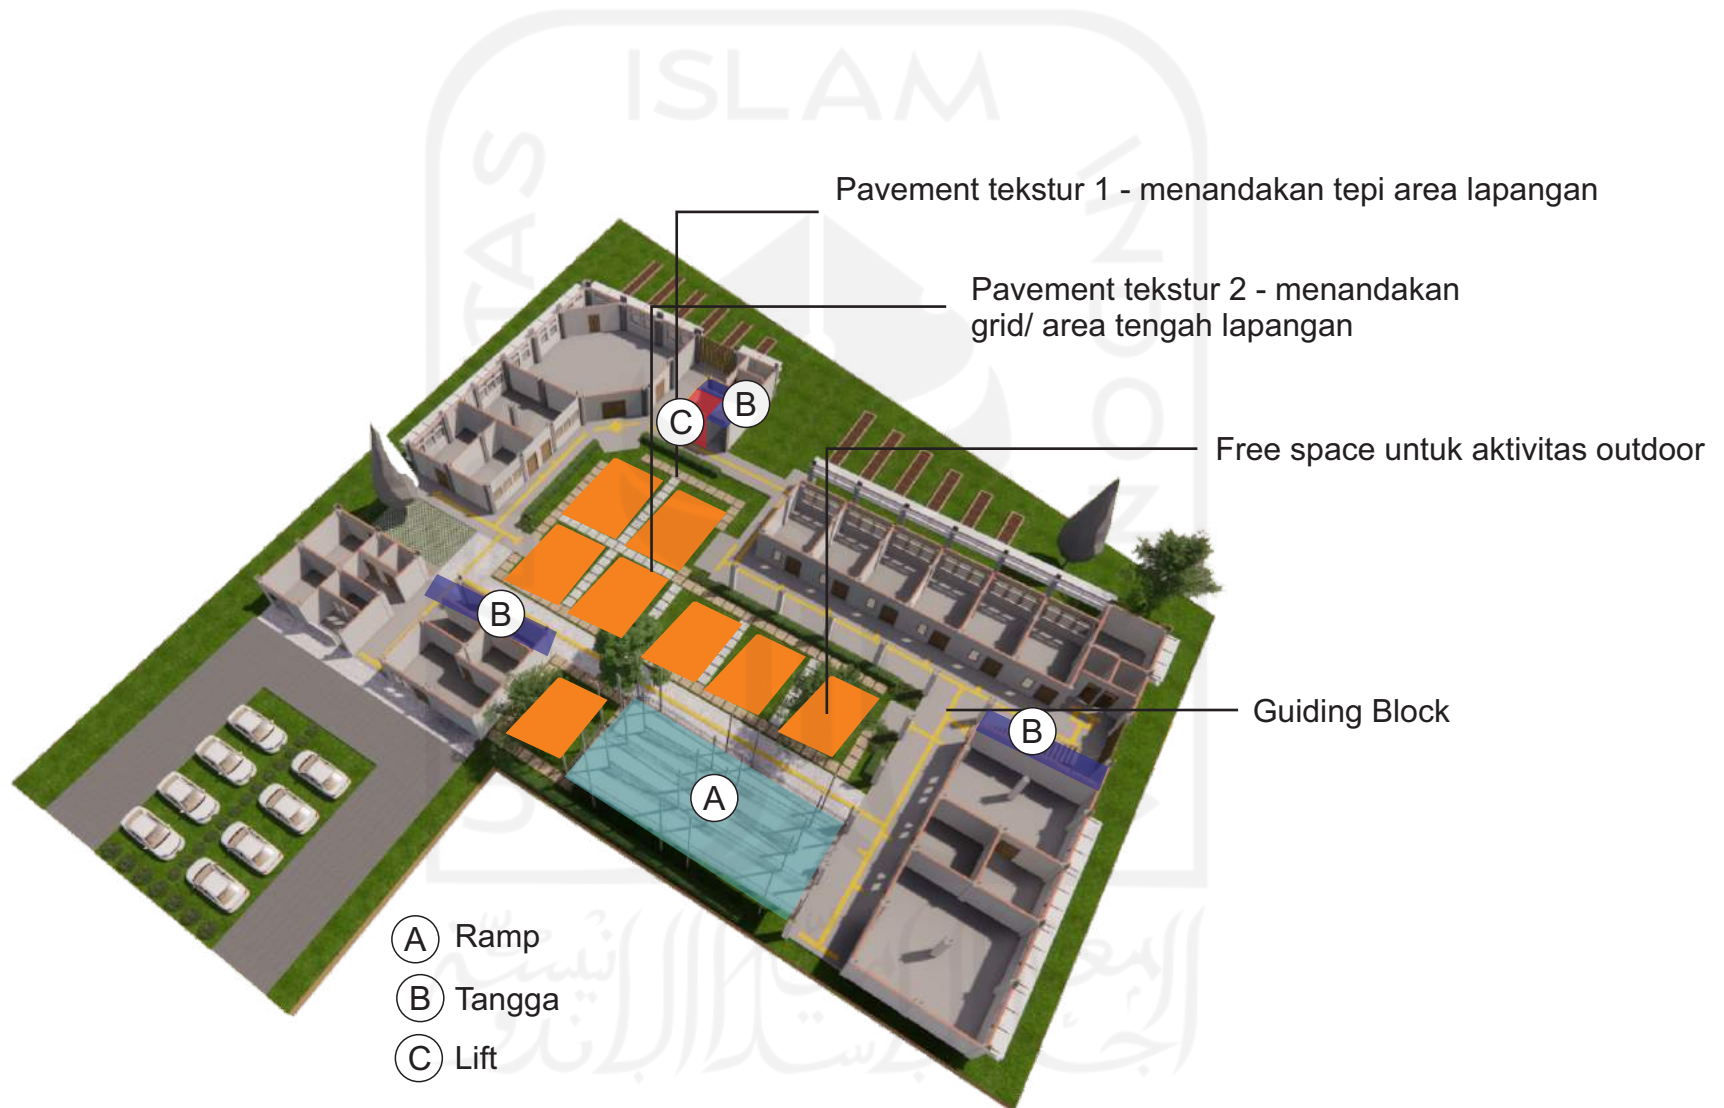 ISLAM
Pavement tekstur 1 - menandakan tepi area lapangan
Pavement tekstur 2 - menandakan
grid/ area tengah lapangan
B
C
Free space untuk aktivitas outdoor
B
Guiding Block
B
A
A Ramp
B Tangga
C Lift